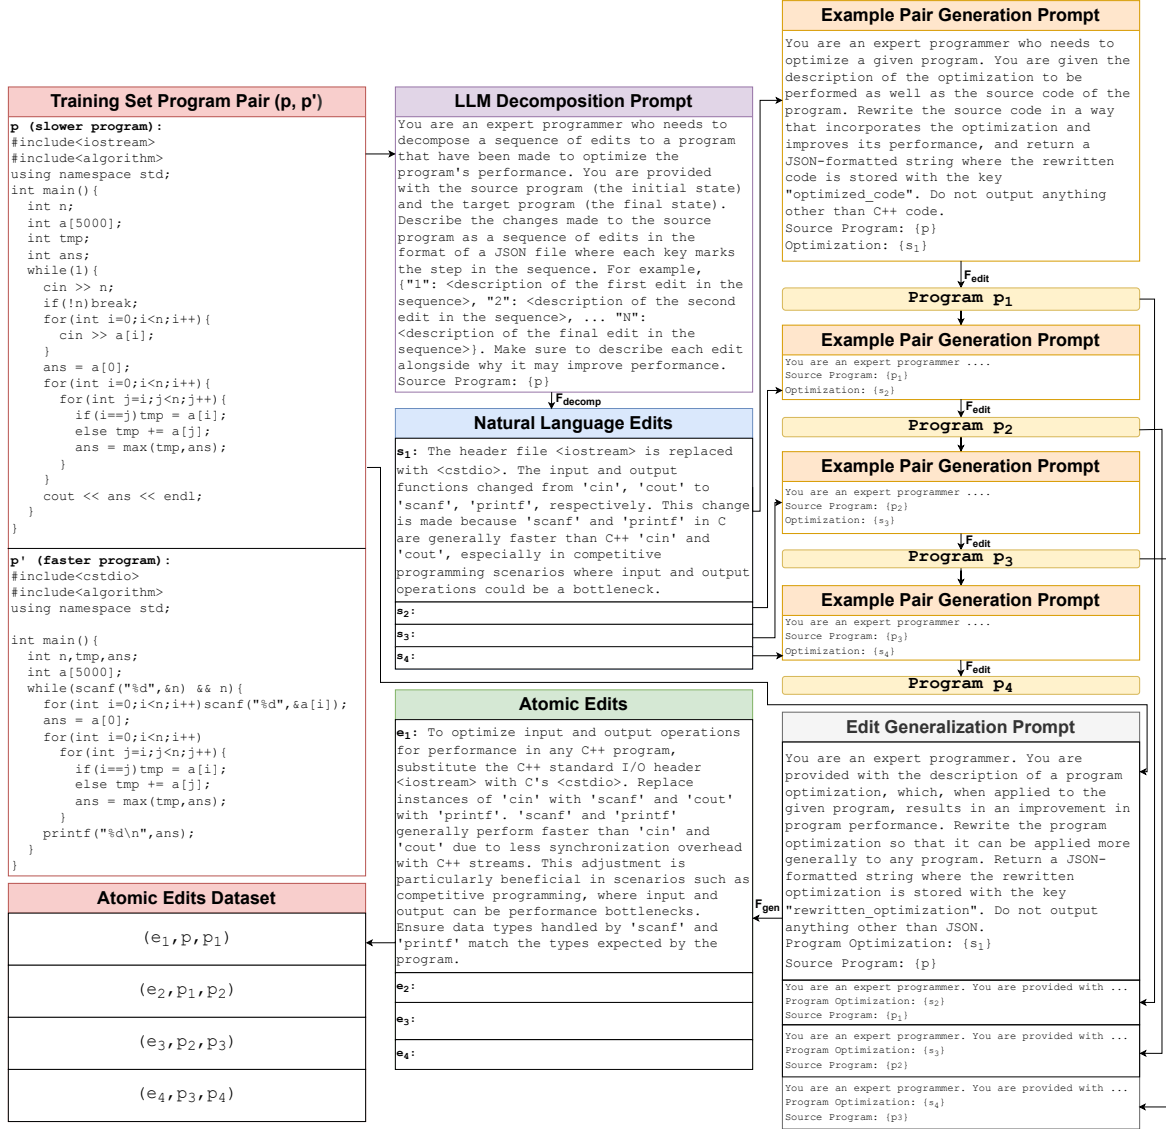 Training Set Program Pair (p, p')
p (slower program):
#include<iostream>
#include<algorithm>
using namespace std;
int main(){
int n;
int a[5000];
int tmp;
int ans;
while(1){
cin >> n;
if(!n)break;
for(int i=0;i<n;i++){
cin >> a[i];
}
ans = a[0];
for(int i=0;i<n;i++){
for(int j=i;j<n;j++){
if(i==j)tmp = a[i];
else tmp += a[j];
ans = max(tmp,ans);
}
}
cout << ans << endl;
}
}
p' (faster program):
#include<cstdio>
#include<algorithm>
using namespace std;
int main(){
int n,tmp,ans;
int a[5000];
while(scanf("%d",&n) && n){
for(int i=0;i<n;i++)scanf("%d",&a[i]);
ans = a[0];
for(int i=0;i<n;i++)
for(int j=i;j<n;j++){
if(i==j)tmp = a[i];
else tmp += a[j];
ans = max(tmp,ans);
}
printf("%d\n",ans);
}
}
Atomic Edits Dataset
(e1,p,p1)
(e2,p1,p2)
(e3,p2,p3)
(e4,p3,p4)
LLM Decomposition Prompt
You are an expert programmer who needs to
decompose a sequence of edits to a program
that have been made to optimize the
program's performance. You are provided
with the source program (the initial state)
and the target program (the final state).
Describe the changes made to the source
program as a sequence of edits in the
format of a JSON file where each key marks
the step in the sequence. For example,
{"1": <description of the first edit in the
sequence>, "2": <description of the second
edit in the sequence>, ... "N":
<description of the final edit in the
sequence>}. Make sure to describe each edit
alongside why it may improve performance.
Source Program: {p}
Fdecomp
Natural Language Edits
s1: The header file <iostream> is replaced
with <cstdio>. The input and output
functions changed from 'cin', 'cout' to
'scanf', 'printf', respectively. This change
is made because 'scanf' and 'printf' in C
are generally faster than C++ 'cin' and
'cout', especially in competitive
programming scenarios where input and output
operations could be a bottleneck.
s2:
s3:
s4:
Atomic Edits
e1: To optimize input and output operations
for performance in any C++ program,
substitute the C++ standard I/O header
<iostream> with C's <cstdio>. Replace
instances of 'cin' with 'scanf' and 'cout'
with 'printf'. 'scanf' and 'printf'
generally perform faster than 'cin' and
'cout' due to less synchronization overhead
with C++ streams. This adjustment is
particularly beneficial in scenarios such as
competitive programming, where input and
output can be performance bottlenecks.
Ensure data types handled by 'scanf' and
'printf' match the types expected by the
program.
e2:
e3:
e4:
Example Pair Generation Prompt
You are an expert programmer who needs to
optimize a given program. You are given the
description of the optimization to be
performed as well as the source code of the
program. Rewrite the source code in a way
that incorporates the optimization and
improves its performance, and return a
JSON-formatted string where the rewritten
code is stored with the key
"optimized_code". Do not output anything
other than C++ code.
Source Program: {p}
Optimization: {s1}
Fedit
Program p1
Example Pair Generation Prompt
You are an expert programmer ....
Source Program: {p1}
Optimization: {s2}
Fedit
Program p2
Example Pair Generation Prompt
You are an expert programmer ....
Source Program: {p2}
Optimization: {s3}
Fedit
Program p3
Example Pair Generation Prompt
You are an expert programmer ....
Source Program: {p3}
Optimization: {s4}
Fedit
Program p4
Edit Generalization Prompt
You are an expert programmer. You are
provided with the description of a program
optimization, which, when applied to the
given program, results in an improvement in
program performance. Rewrite the program
optimization so that it can be applied more
generally to any program. Return a JSON-
formatted string where the rewritten
optimization is stored with the key
"rewritten_optimization". Do not output
anything other than JSON.
Program Optimization: {s1}
Source Program: {p}
Fgen
You are an expert programmer. You are provided with ...
Program Optimization: {s2}
Source Program: {p1}
You are an expert programmer. You are provided with ...
Program Optimization: {s3}
Source Program: {p2}
You are an expert programmer. You are provided with ...
Program Optimization: {s4}
Source Program: {p3}